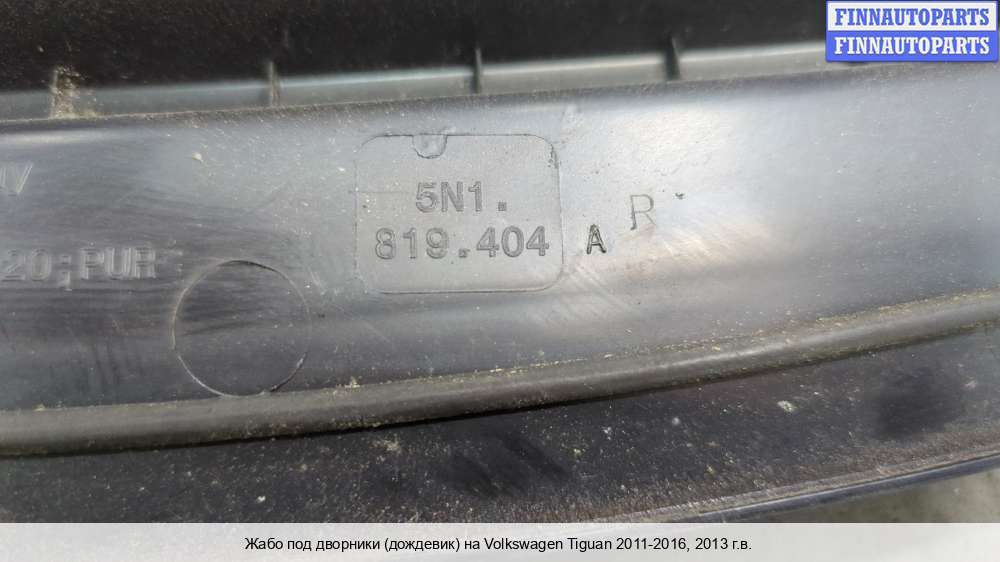 FINNAUTOPARTS
FINNAUTOPARTS
5N1.
819.404 A R
20;PUR
Жабо под дворники (дождевик) на Volkswagen Tiguan 2011-2016, 2013 г.в.